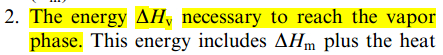 2. The energy ΔHᵥ necessary to reach the vapor
phase. This energy includes ΔHₘ plus the heat